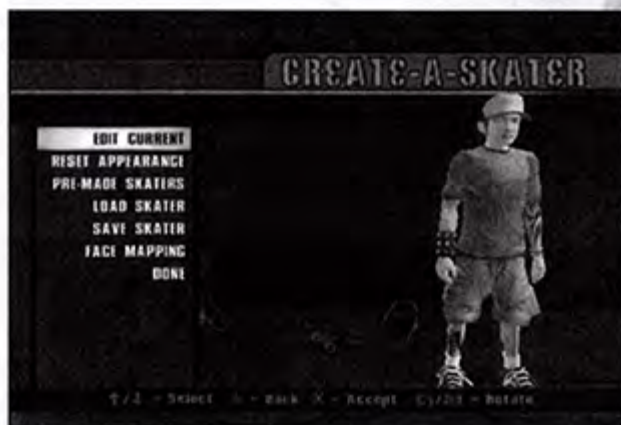 CREATE-A-SKATER
EDIT CURRENT
RESET APPEARANCE
PRE-MADE SKATERS
LOAD SKATER
SAVE SKATER
FACE MAPPING
DONE
- Select - Back X - Accept - Rotate